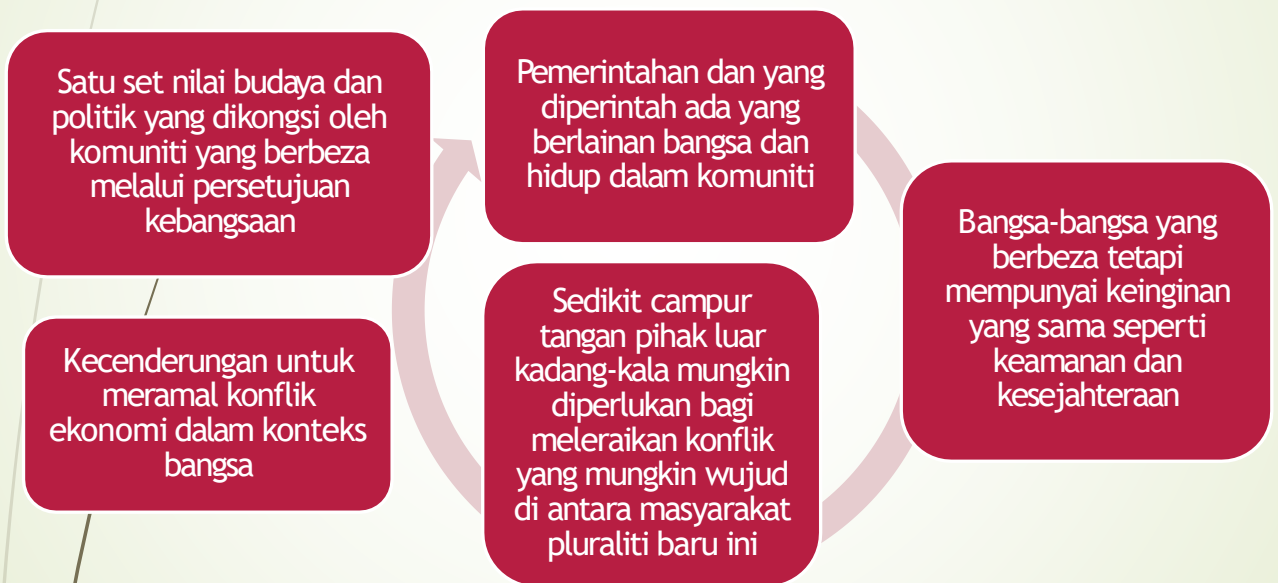 Satu set nilai budaya dan
politik yang dikongsi oleh
komuniti yang berbeza
melalui persetujuan
kebangsaan
Pemerintahan dan yang
diperintah ada yang
berlainan bangsa dan
hidup dalam komuniti
Bangsa-bangsa yang
berbeza tetapi
mempunyai keinginan
yang sama seperti
keamanan dan
kesejahteraan
Sedikit campur
tangan pihak luar
kadang-kala mungkin
diperlukan bagi
meleraikan konflik
yang mungkin wujud
di antara masyarakat
pluraliti baru ini
Kecenderungan untuk
meramal konflik
ekonomi dalam konteks
bangsa